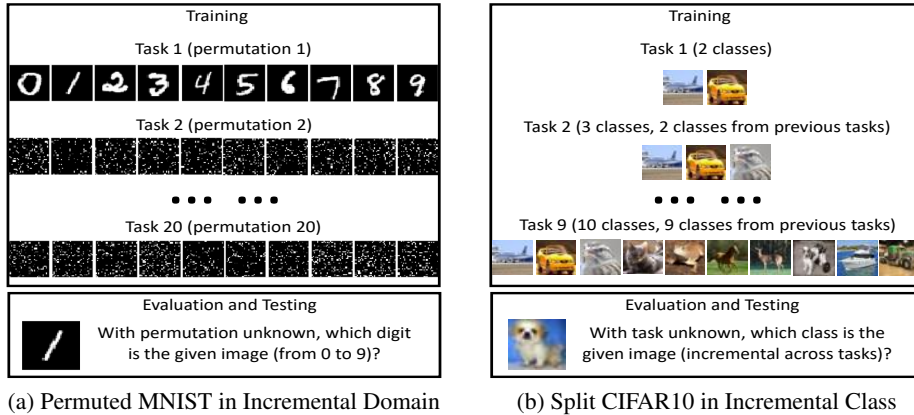 Training
Task 1 (permutation 1)
0 1 2 3 4 5 6 7 8 9
Task 2 (permutation 2)
Task 20 (permutation 20)
Evaluation and Testing
1
With permutation unknown, which digit
is the given image (from 0 to 9)?
(a) Permuted MNIST in Incremental Domain
Training
Task 1 (2 classes)
Task 2 (3 classes, 2 classes from previous tasks)
Task 9 (10 classes, 9 classes from previous tasks)
Evaluation and Testing
With task unknown, which class is the
given image (incremental across tasks)?
(b) Split CIFAR10 in Incremental Class